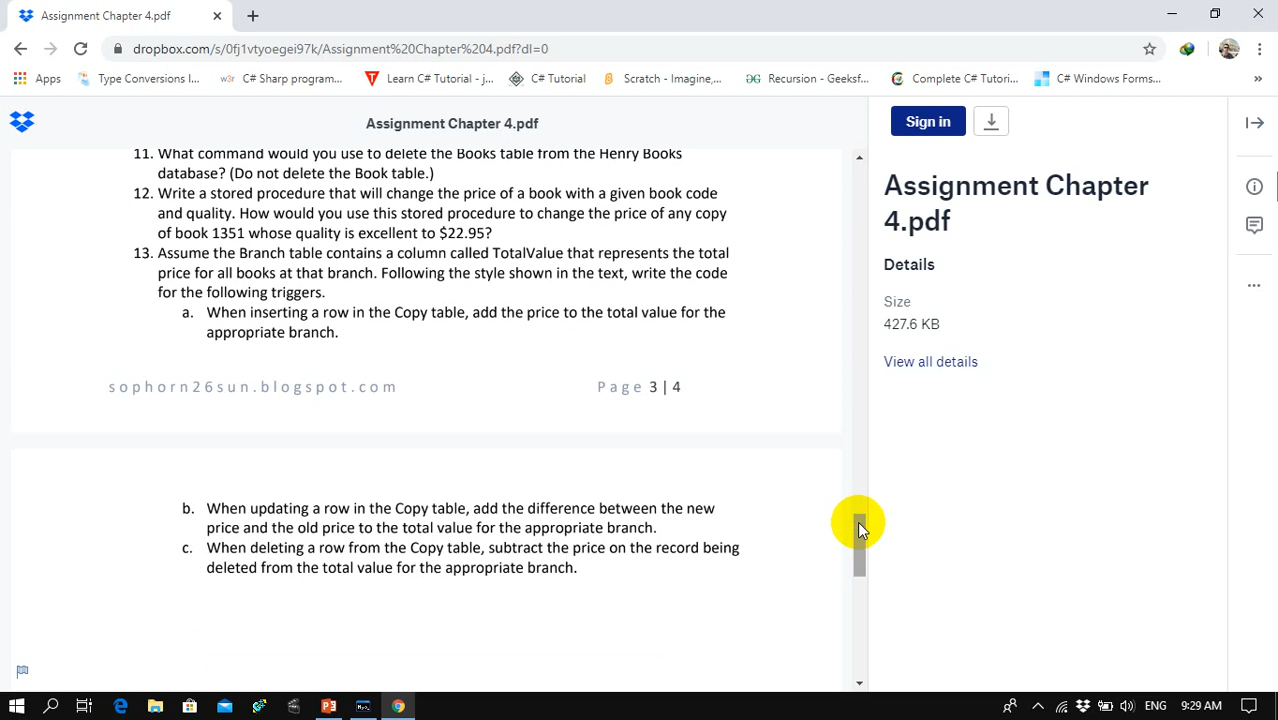 Assignment Chapter 4.pdf
dropbox.com/s/0fj1vtyoegei97k/Assignment%20Chapter%204.pdf?dl=0
Apps Type Conversions I... w3r C# Sharp program... Learn C# Tutorial - j... C# Tutorial Scratch - Imagine,... Recursion - Geeksf... Complete C# Tutori... C# Windows Forms... »
Assignment Chapter 4.pdf
11. What command would you use to delete the Books table from the Henry Books
database? (Do not delete the Book table.)
12. Write a stored procedure that will change the price of a book with a given book code
and quality. How would you use this stored procedure to change the price of any copy
of book 1351 whose quality is excellent to $22.95?
13. Assume the Branch table contains a column called TotalValue that represents the total
price for all books at that branch. Following the style shown in the text, write the code
for the following triggers.
a. When inserting a row in the Copy table, add the price to the total value for the
appropriate branch.
sophorn26sun.blogspot.com Page 3 | 4
b. When updating a row in the Copy table, add the difference between the new
price and the old price to the total value for the appropriate branch.
c. When deleting a row from the Copy table, subtract the price on the record being
deleted from the total value for the appropriate branch.
Sign in
Assignment Chapter
4.pdf
Details
Size
427.6 KB
View all details
ENG 9:29 AM